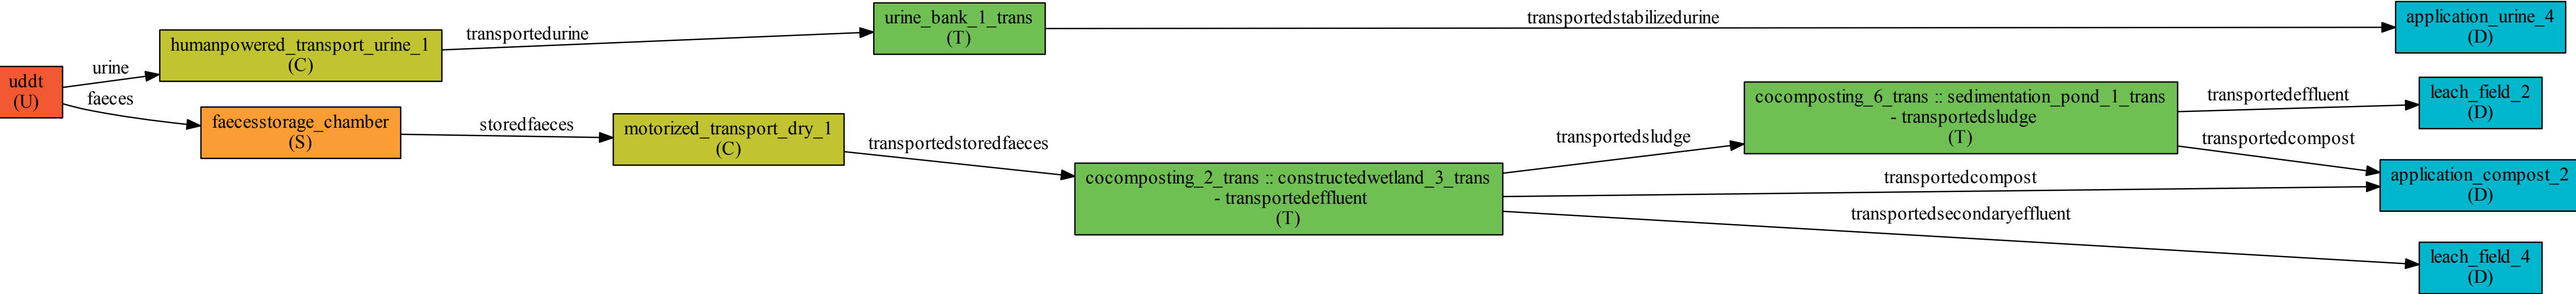 uddt
(U)
urine
faeces
humanpowered_transport_urine_1
(C)
transportedurine
urine_bank_1_trans
(T)
transportedstabilizedurine
application_urine_4
(D)
faecesstorage_chamber
(S)
storedfaeces
motorized_transport_dry_1
(C)
transportedstoredfaeces
cocomposting_2_trans :: constructedwetland_3_trans
- transportedeffluent
(T)
transportedsludge
cocomposting_6_trans :: sedimentation_pond_1_trans
- transportedsludge
(T)
transportedeffluent
leach_field_2
(D)
transportedcompost
transportedcompost
application_compost_2
(D)
transportedsecondaryeffluent
leach_field_4
(D)